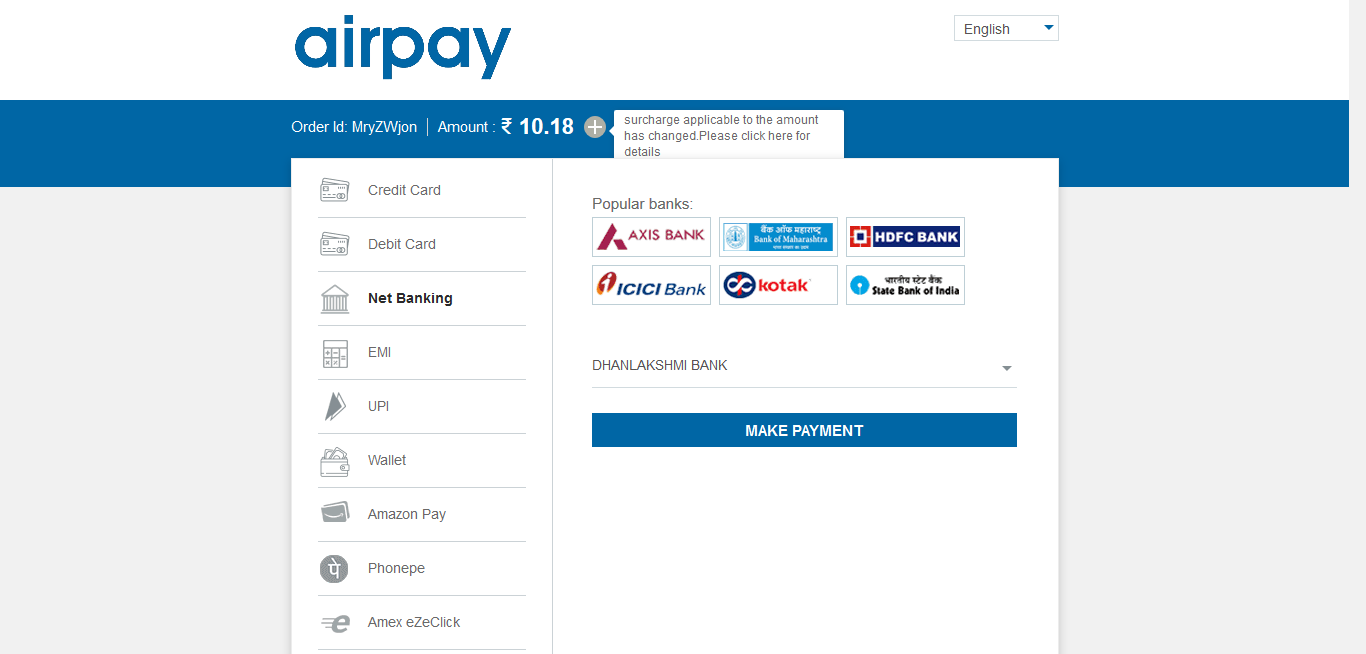 airpay
English
Order Id: MryZWjon
Amount : ₹ 10.18
surcharge applicable to the amount
has changed.Please click here for
details
Credit Card
Debit Card
Net Banking
EMI
UPI
Wallet
Amazon Pay
Phonepe
Amex eZeClick
Popular banks:
AXIS BANK
बैंक ऑफ महाराष्ट्र
Bank of Maharashtra
HDFC BANK
ICICI Bank
kotak
भारतीय स्टेट बैंक
State Bank of India
DHANLAKSHMI BANK
MAKE PAYMENT